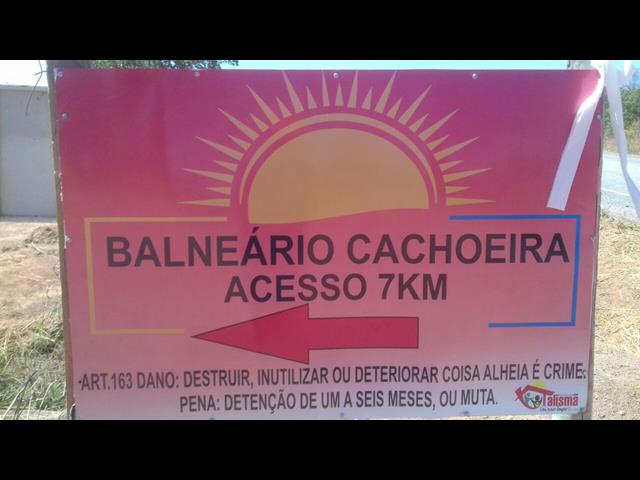 BALNEÁRIO CACHOEIRA
ACESSO 7KM
ART.163 DANO: DESTRUIR, INUTILIZAR OU DETERIORAR COISA ALHEIA É CRIME.
PENA: DETENÇÃO DE UM A SEIS MESES, OU MUTA.
Talismã